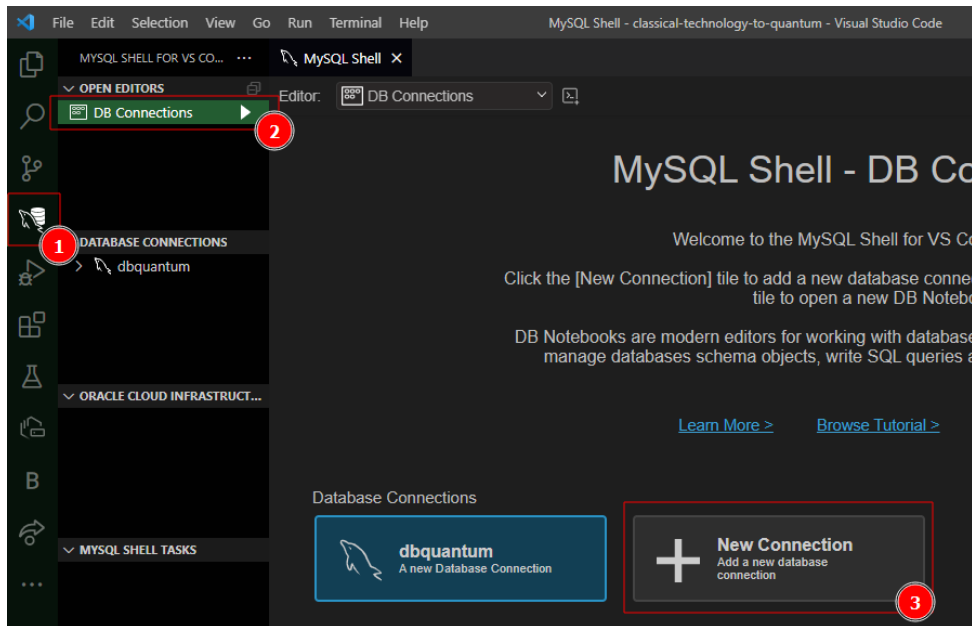 File Edit Selection View Go Run Terminal Help MySQL Shell - classical-technology-to-quantum - Visual Studio Code
MYSQL SHELL FOR VS CO... ···
MySQL Shell
OPEN EDITORS
Editor: DB Connections
DB Connections
2
MySQL Shell - DB Co
1
DATABASE CONNECTIONS
Welcome to the MySQL Shell for VS Co
dbquantum
Click the [New Connection] tile to add a new database conne
tile to open a new DB Notebo
DB Notebooks are modern editors for working with database
manage databases schema objects, write SQL queries a
ORACLE CLOUD INFRASTRUCT...
Learn More > Browse Tutorial >
B
Database Connections
dbquantum
A new Database Connection
New Connection
Add a new database
connection
MYSQL SHELL TASKS
3